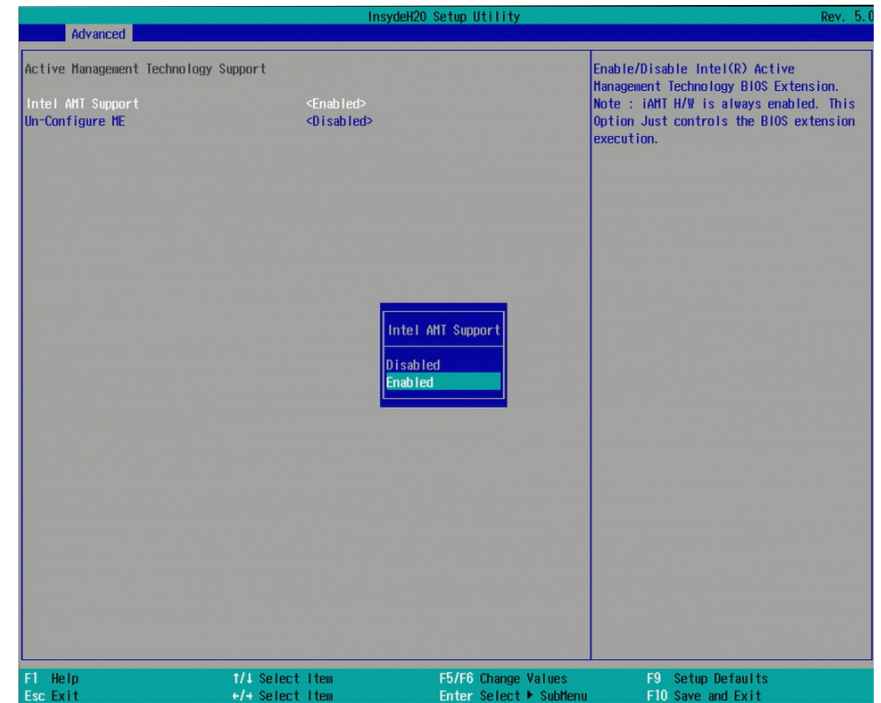 InsydeH20 Setup Utility Rev. 5.0
Advanced
Active Management Technology Support
Intel AMT Support <Enabled>
Un-Configure ME <Disabled>
Enable/Disable Intel(R) Active
Management Technology BIOS Extension.
Note : iAMT H/W is always enabled. This
Option Just controls the BIOS extension
execution.
Intel AMT Support
Disabled
Enabled
F1 Help ↑/↓ Select Item F5/F6 Change Values F9 Setup Defaults
Esc Exit ←/→ Select Item Enter Select ▶ SubMenu F10 Save and Exit